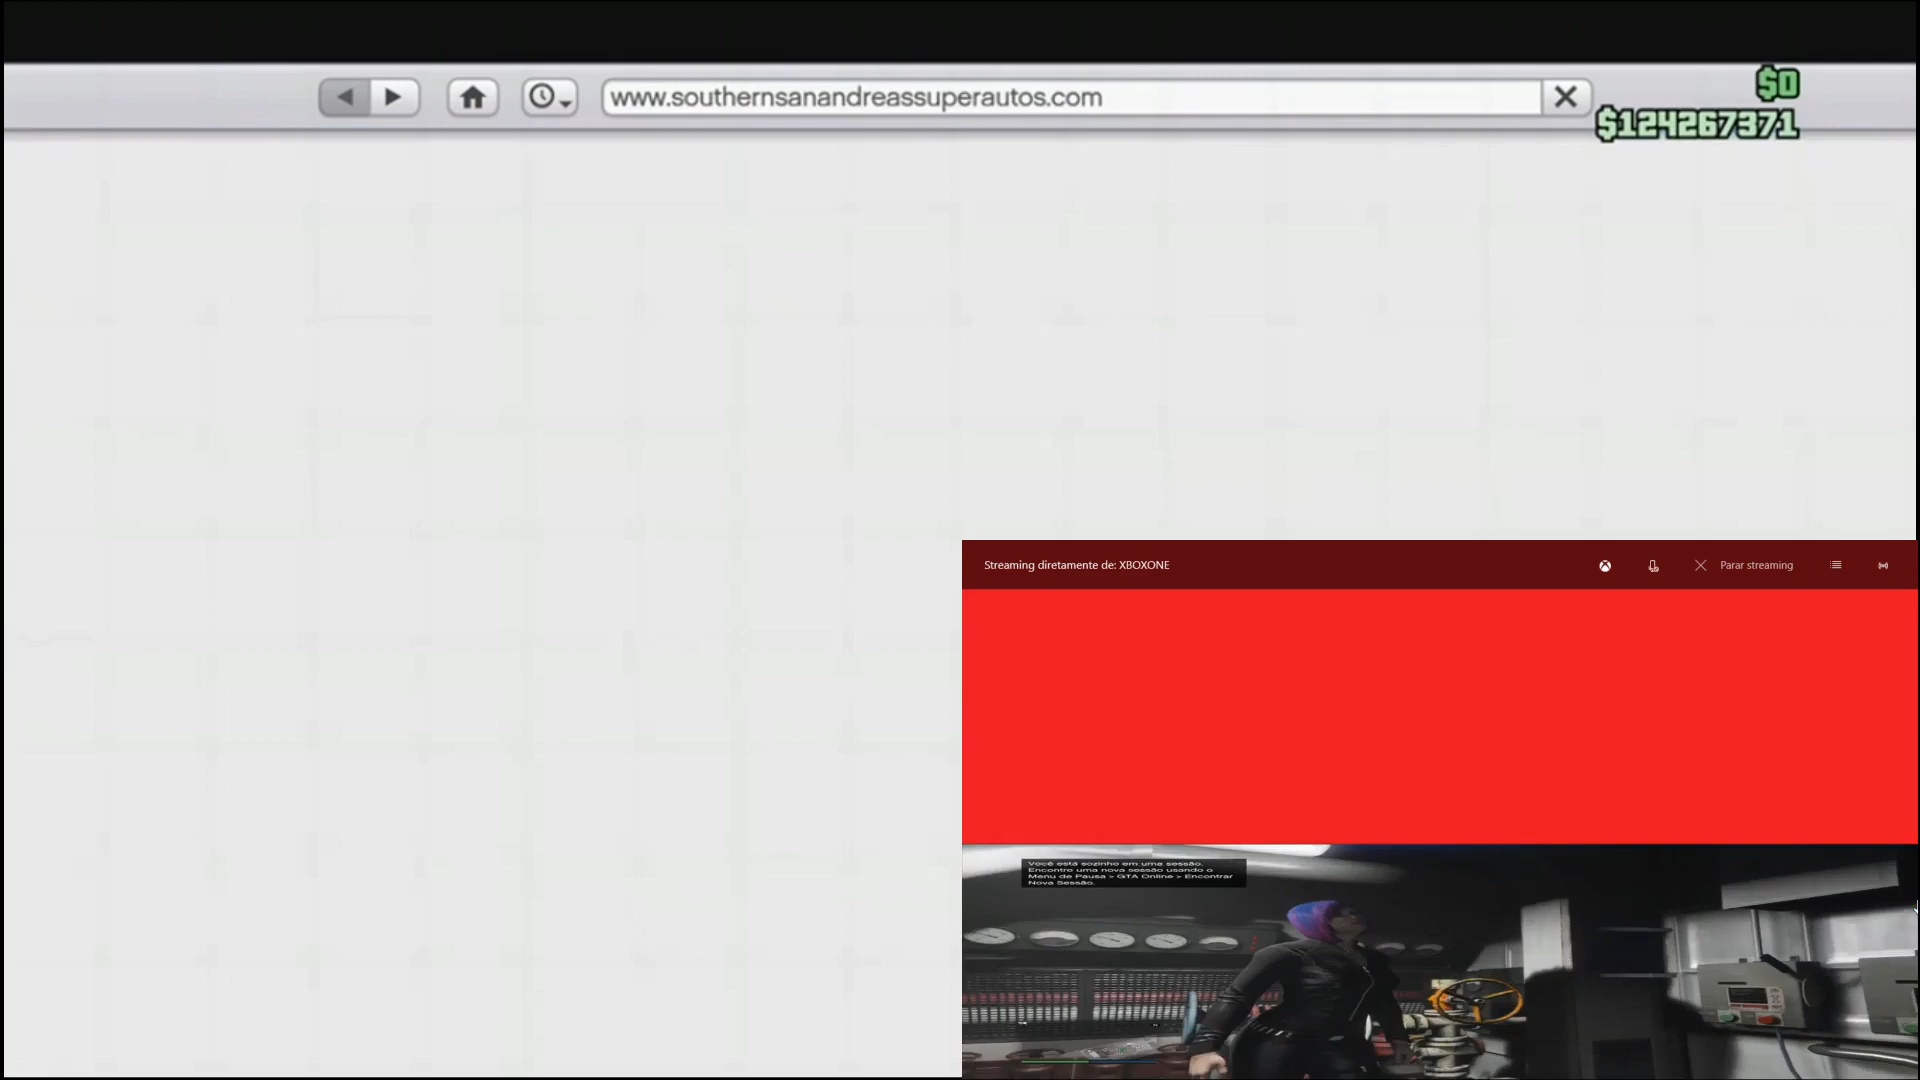 www.southernsanandreassuperautos.com
$0
$124267371
Streaming diretamente de: XBOXONE
Parar streaming
Você está sozinho em uma sessão.
Encontre uma nova sessão usando o
Menu de Pausa > GTA Online > Encontrar
Nova Sessão.